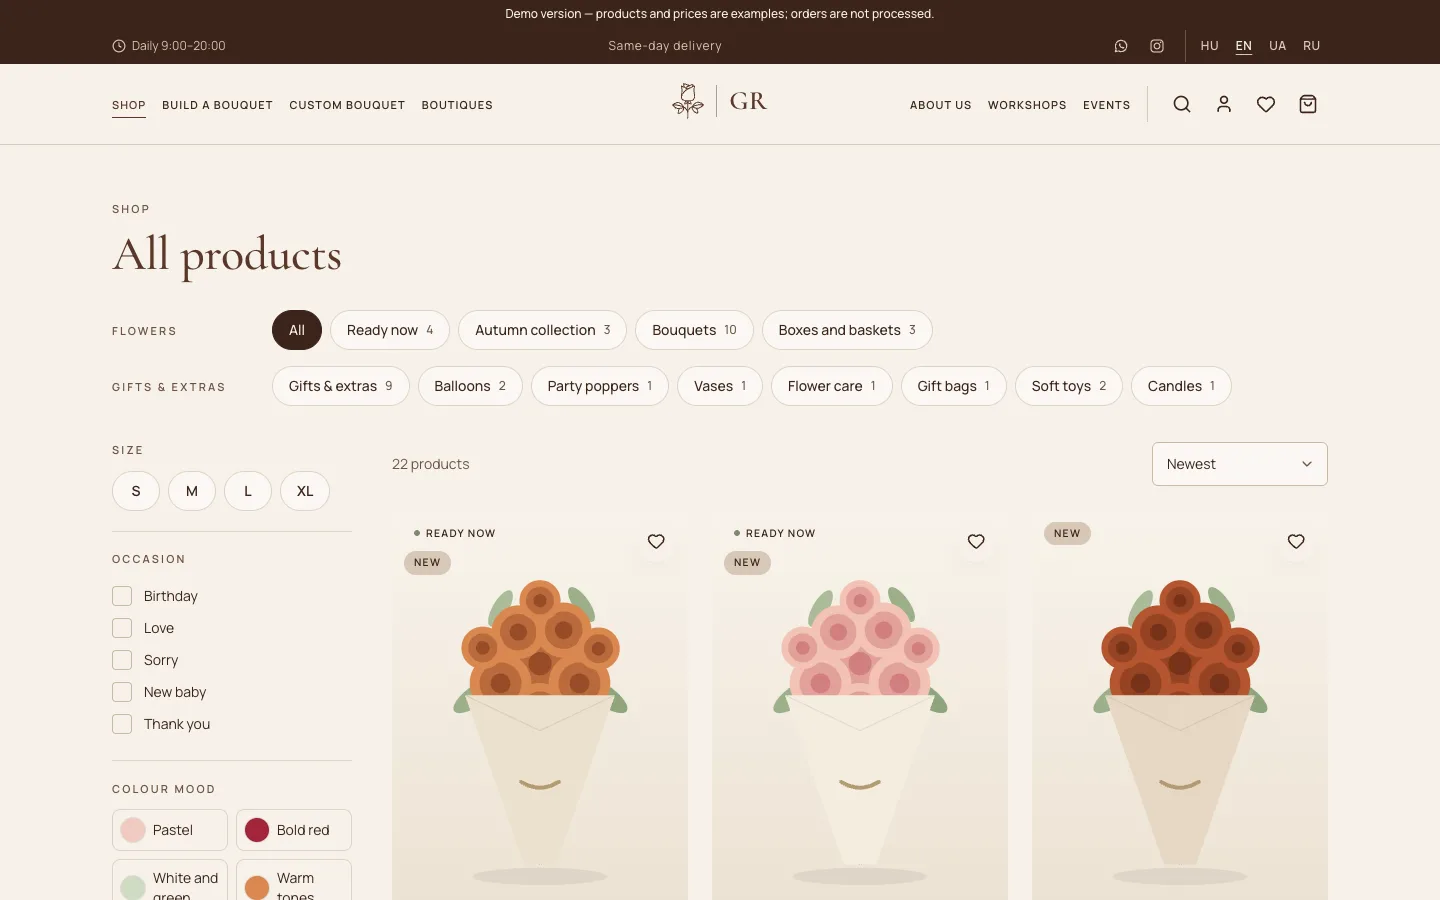 Demo version — products and prices are examples; orders are not processed.
Daily 9:00–20:00
Same-day delivery
HU EN UA RU
SHOP BUILD A BOUQUET CUSTOM BOUQUET BOUTIQUES
GR
ABOUT US WORKSHOPS EVENTS
SHOP
All products
FLOWERS
All
Ready now 4
Autumn collection 3
Bouquets 10
Boxes and baskets 3
GIFTS & EXTRAS
Gifts & extras 9
Balloons 2
Party poppers 1
Vases 1
Flower care 1
Gift bags 1
Soft toys 2
Candles 1
SIZE
S M L XL
OCCASION
Birthday
Love
Sorry
New baby
Thank you
COLOUR MOOD
Pastel
Bold red
White and
green
Warm
tones
22 products
Newest
READY NOW
NEW
READY NOW
NEW
NEW